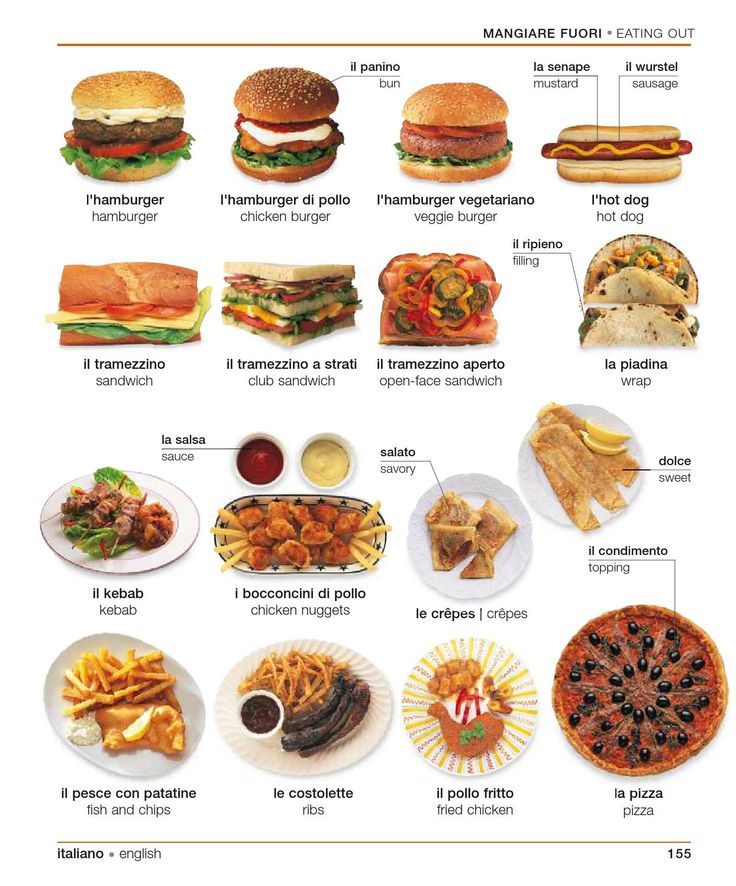 MANGIARE FUORI • EATING OUT
il panino
bun
la senape
mustard
il wurstel
sausage
l'hamburger
hamburger
l'hamburger di pollo
chicken burger
l'hamburger vegetariano
veggie burger
l'hot dog
hot dog
il ripieno
filling
il tramezzino
sandwich
il tramezzino a strati
club sandwich
il tramezzino aperto
open-face sandwich
la piadina
wrap
la salsa
sauce
salato
savory
dolce
sweet
il kebab
kebab
i bocconcini di pollo
chicken nuggets
le crêpes | crêpes
il condimento
topping
il pesce con patatine
fish and chips
le costolette
ribs
il pollo fritto
fried chicken
la pizza
pizza
italiano • english
155